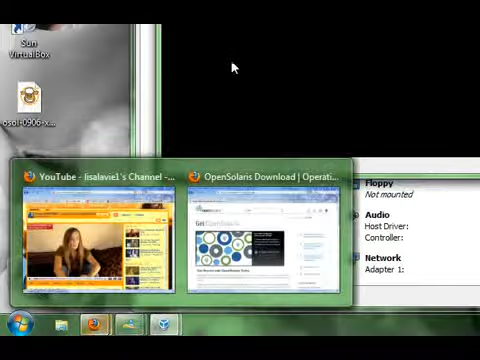 Sun
VirtualBox
osol-0906-x...
YouTube - lisalavie1's Channel -...
OpenSolaris Download | Operati...
Floppy
Not mounted
Audio
Host Driver:
Controller:
Network
Adapter 1: